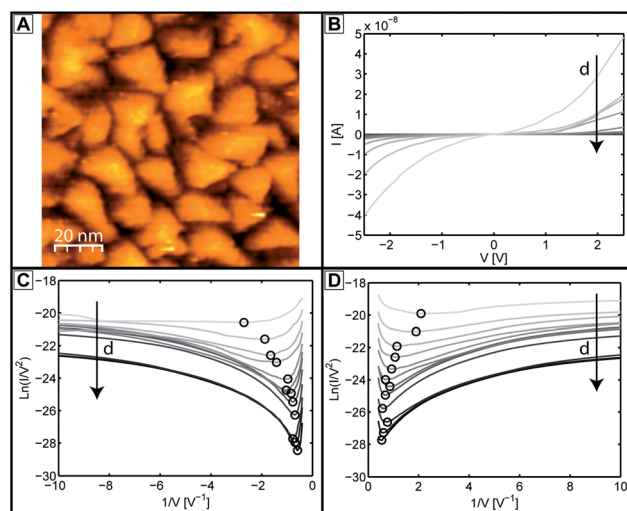 A
20 nm
B
x 10⁻⁸
5
4
3
2
1
0
−1
−2
−3
−4
−5
I [A]
d
−2
−1
0
1
2
V [V]
C
−18
−20
−22
−24
−26
−28
−30
Ln(I/V²)
d
−10
−8
−6
−4
−2
0
1/V [V⁻¹]
D
−18
−20
−22
−24
−26
−28
−30
Ln(I/V²)
d
0
2
4
6
8
10
1/V [V⁻¹]